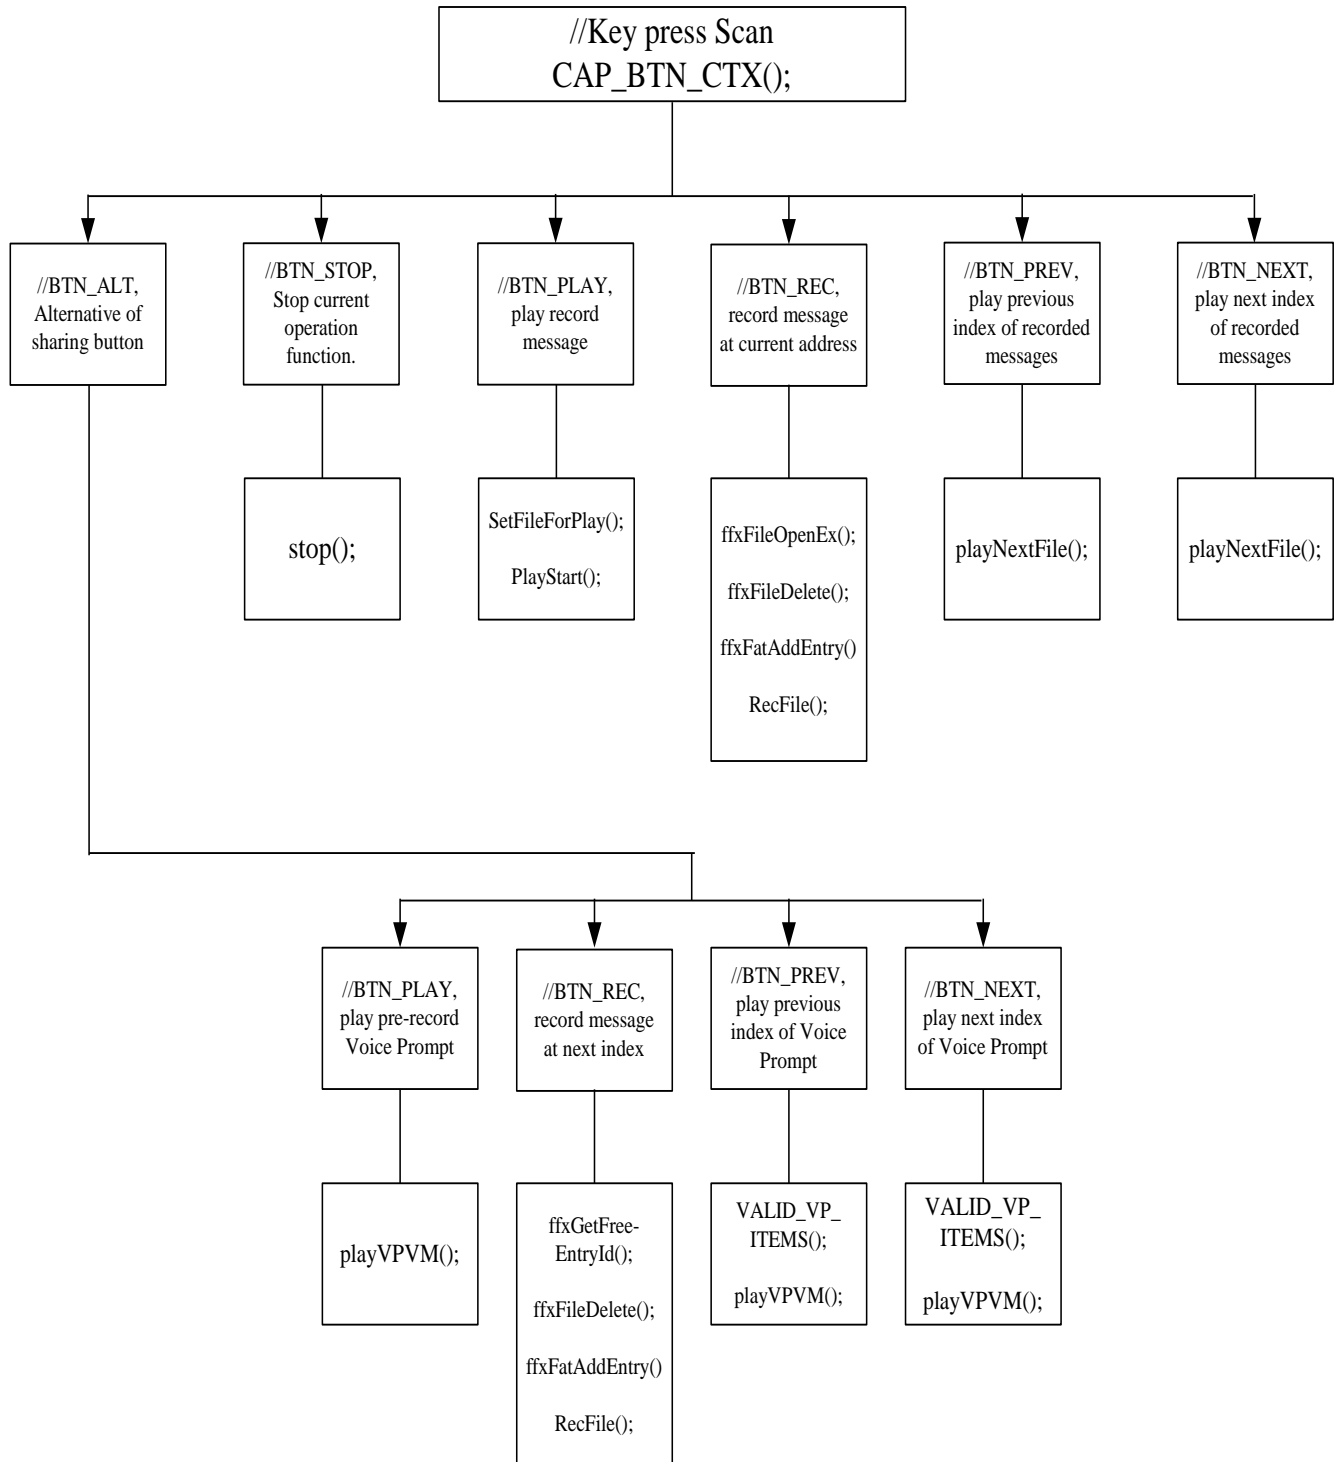 //Key press Scan
CAP_BTN_CTX();
//BTN_ALT,
Alternative of
sharing button
//BTN_STOP,
Stop current
operation
function.
//BTN_PLAY,
play record
message
//BTN_REC,
record message
at current address
//BTN_PREV,
play previous
index of recorded
messages
//BTN_NEXT,
play next index
of recorded
messages
stop();
SetFileForPlay();
PlayStart();
ffxFileOpenEx();
ffxFileDelete();
ffxFatAddEntry()
RecFile();
playNextFile();
playNextFile();
//BTN_PLAY,
play pre-record
Voice Prompt
//BTN_REC,
record message
at next index
//BTN_PREV,
play previous
index of Voice
Prompt
//BTN_NEXT,
play next index
of Voice Prompt
playVPVM();
ffxGetFree-
EntryId();
ffxFileDelete();
ffxFatAddEntry()
RecFile();
VALID_VP_
ITEMS();
playVPVM();
VALID_VP_
ITEMS();
playVPVM();